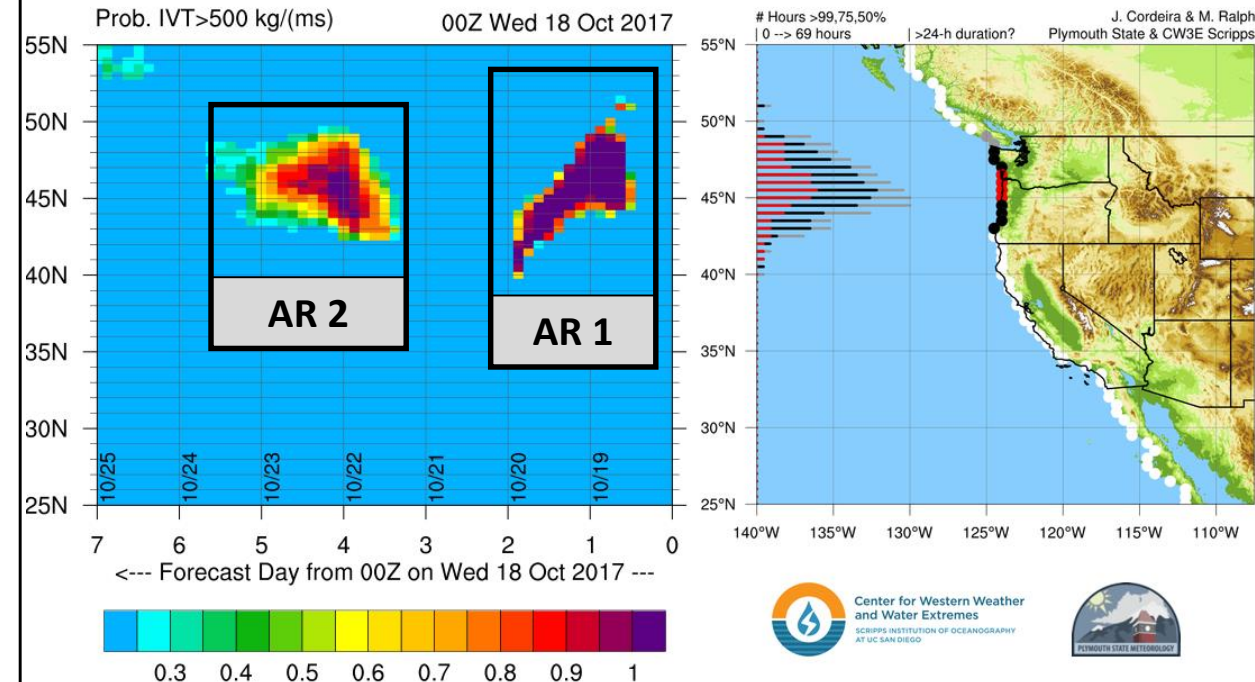 Prob. IVT>500 kg/(ms) 00Z Wed 18 Oct 2017
55N
50N
45N
40N
35N
30N
25N
AR 2
AR 1
10/25 10/24 10/23 10/22 10/21 10/20 10/19
7 6 5 4 3 2 1 0
<--- Forecast Day from 00Z on Wed 18 Oct 2017 ---
0.3 0.4 0.5 0.6 0.7 0.8 0.9 1
# Hours >99,75,50% J. Cordeira & M. Ralph
| 0 --> 69 hours |>24-h duration? Plymouth State & CW3E Scripps
55°N
50°N
45°N
40°N
35°N
30°N
25°N
140°W 135°W 130°W 125°W 120°W 115°W 110°W
Center for Western Weather
and Water Extremes
SCRIPPS INSTITUTION OF OCEANOGRAPHY
AT UC SAN DIEGO
PLYMOUTH STATE METEOROLOGY